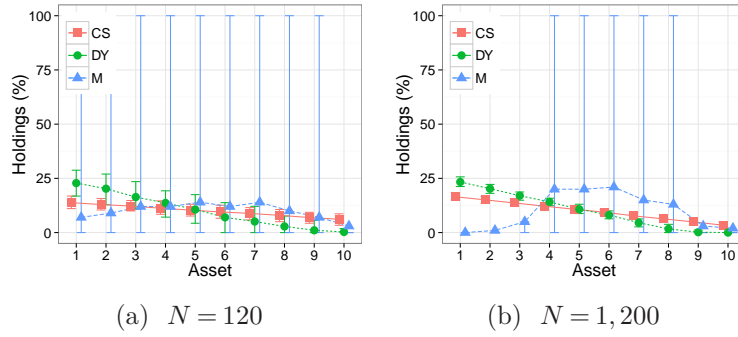 100
75
50
25
0
Holdings (%)
CS
DY
M
1 2 3 4 5 6 7 8 9 10
Asset
(a) N = 120
100
75
50
25
0
Holdings (%)
CS
DY
M
1 2 3 4 5 6 7 8 9 10
Asset
(b) N = 1, 200